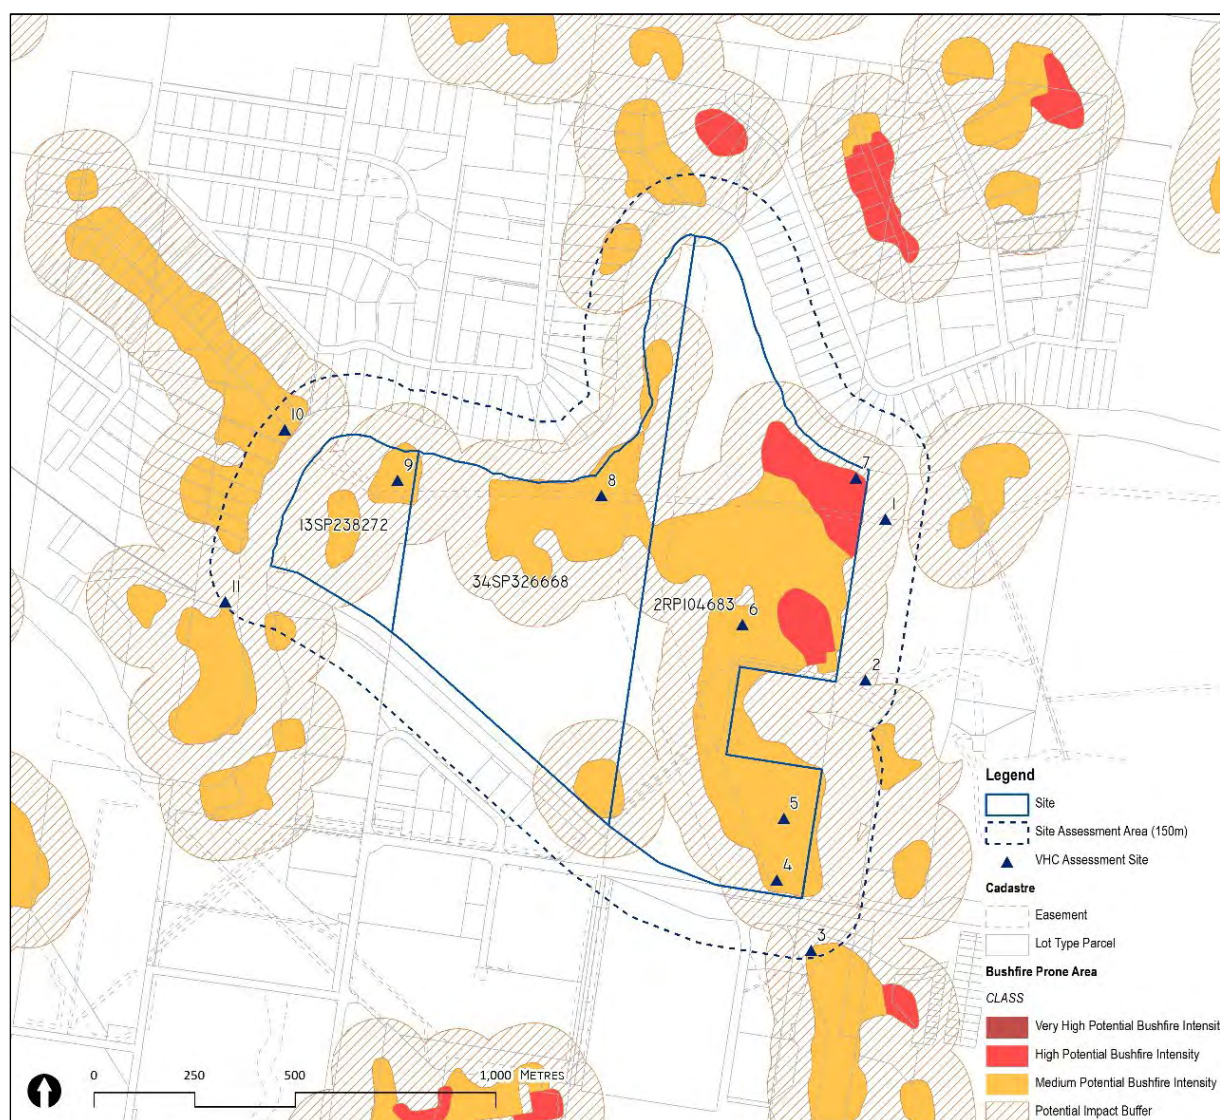 10
9
8
7
1
13SP238272
34SP326668
2RP104683
6
11
2
5
4
3
Legend
Site
Site Assessment Area (150m)
VHC Assessment Site
Cadastre
Easement
Lot Type Parcel
Bushfire Prone Area
CLASS
Very High Potential Bushfire Intensit
High Potential Bushfire Intensity
Medium Potential Bushfire Intensity
Potential Impact Buffer
0 250 500 1,000 METRES